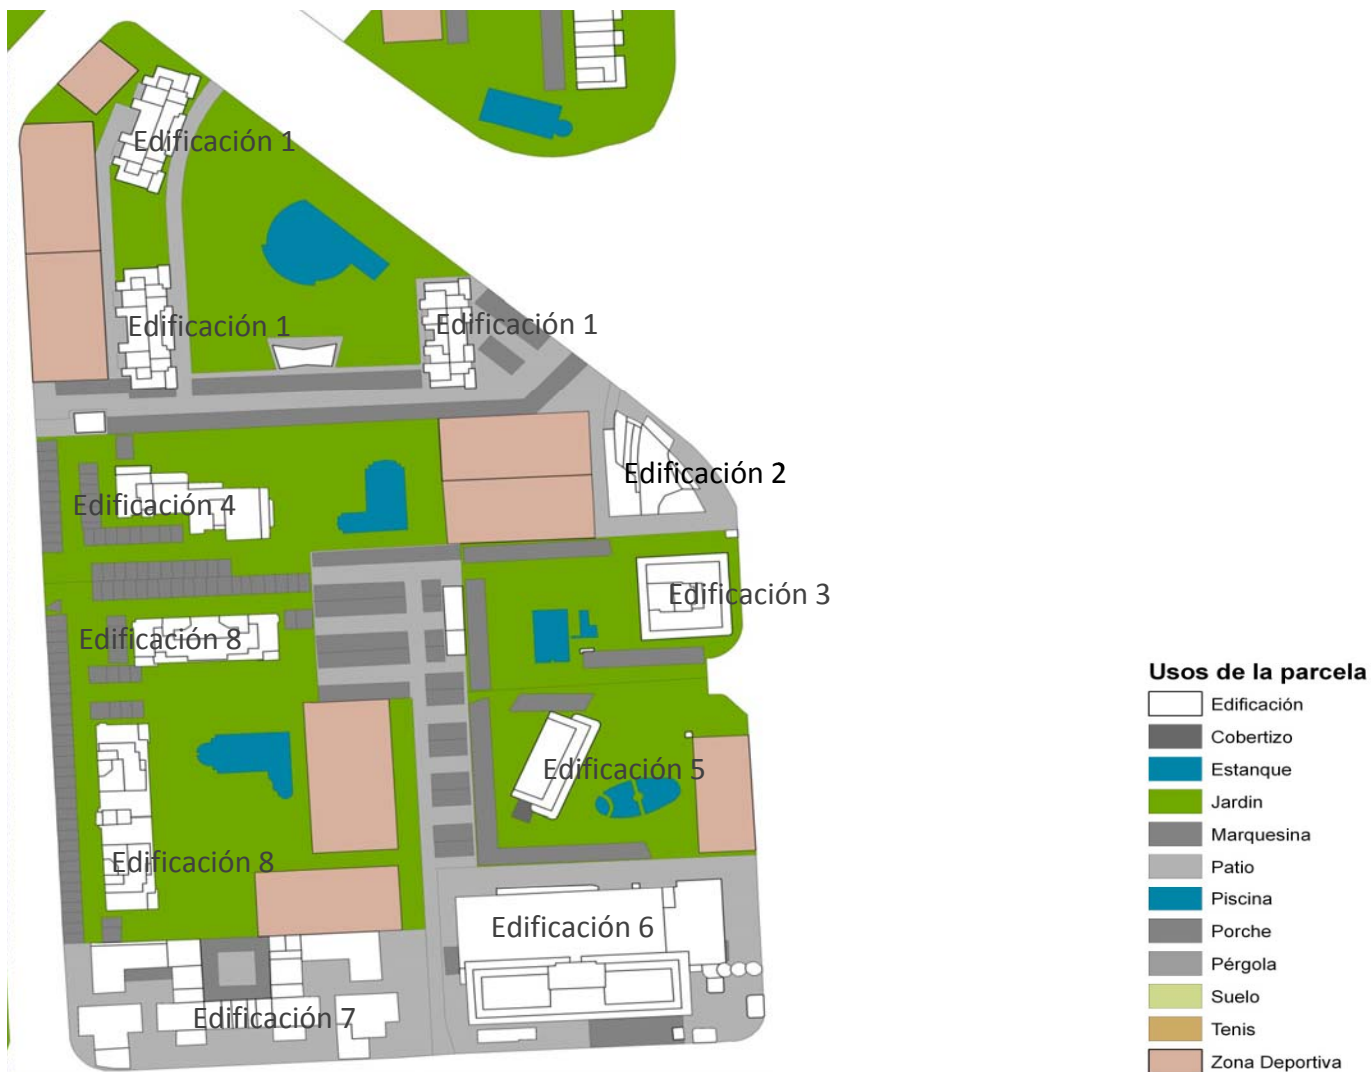 Edificación 1
Edificación 1
Edificación 1
Edificación 2
Edificación 4
Edificación 3
Edificación 8
Edificación 5
Edificación 8
Edificación 6
Edificación 7
Usos de la parcela
Edificación
Cobertizo
Estanque
Jardin
Marquesina
Patio
Piscina
Porche
Pérgola
Suelo
Tenis
Zona Deportiva